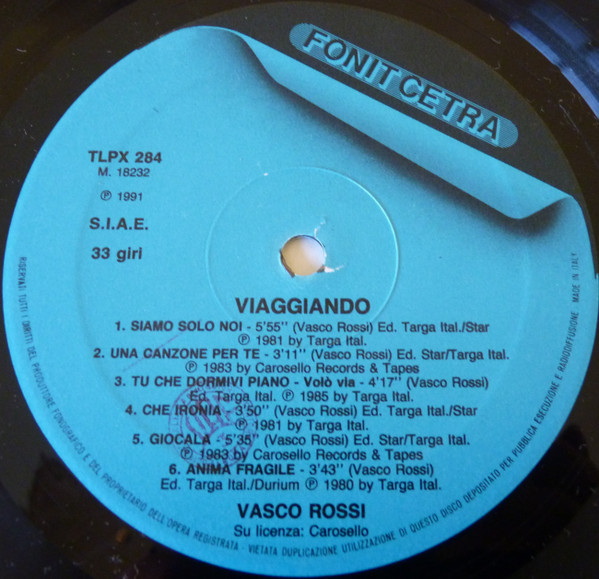 FONIT CETRA
TLPX 284
M. 18232
Ⓟ 1991
S.I.A.E.
33 giri
VIAGGIANDO
1. SIAMO SOLO NOI - 5'55'' (Vasco Rossi) Ed. Targa Ital./Star
Ⓟ 1981 by Targa Ital.
2. UNA CANZONE PER TE - 3'11'' (Vasco Rossi) Ed. Star/Targa Ital.
Ⓟ 1983 by Carosello Records & Tapes
3. TU CHE DORMIVI PIANO - Volò via - 4'17'' (Vasco Rossi)
Ed. Targa Ital. Ⓟ 1985 by Targa Ital.
4. CHE IRONIA - 3'50'' (Vasco Rossi) Ed. Targa Ital./Star
Ⓟ 1981 by Targa Ital.
5. GIOCALA - 5'35'' (Vasco Rossi) Ed. Star/Targa Ital.
Ⓟ 1983 by Carosello Records & Tapes
6. ANIMA FRAGILE - 3'43'' (Vasco Rossi)
Ed. Targa Ital./Durium Ⓟ 1980 by Targa Ital.
VASCO ROSSI
Su licenza: Carosello
RISERVATI TUTTI I DIRITTI DEL PRODUTTORE FONOGRAFICO E DEL PROPRIETARIO DELL'OPERA REGISTRATA - VIETATA DUPLICAZIONE UTILIZZAZIONE DI QUESTO DISCO DEPOSITATO PER PUBBLICA ESECUZIONE E RADIODIFFUSIONE MADE IN ITALY